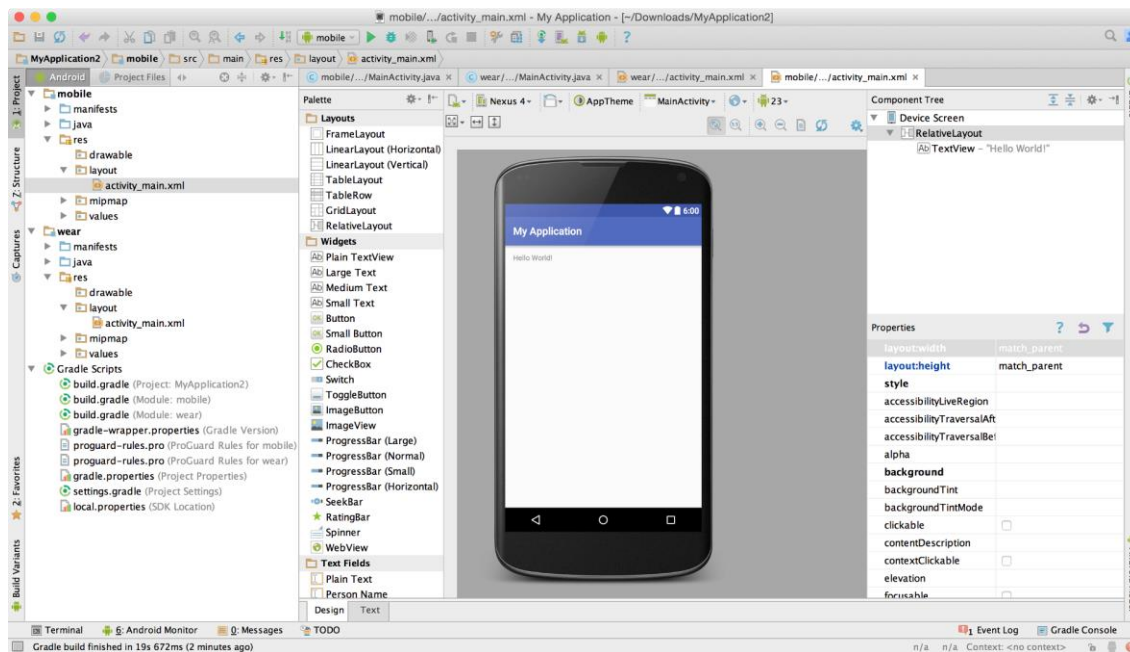 mobile/.../activity_main.xml - My Application - [~/Downloads/MyApplication2]
mobile
MyApplication2 mobile src main res layout activity_main.xml
Android Project Files
mobile/.../MainActivity.java wear/.../MainActivity.java wear/.../activity_main.xml mobile/.../activity_main.xml
1: Project
Z: Structure
Captures
2: Favorites
Build Variants
mobile
manifests
java
res
drawable
layout
activity_main.xml
mipmap
values
wear
manifests
java
res
drawable
layout
activity_main.xml
mipmap
values
Gradle Scripts
build.gradle (Project: MyApplication2)
build.gradle (Module: mobile)
build.gradle (Module: wear)
gradle-wrapper.properties (Gradle Version)
proguard-rules.pro (ProGuard Rules for mobile)
proguard-rules.pro (ProGuard Rules for wear)
gradle.properties (Project Properties)
settings.gradle (Project Settings)
local.properties (SDK Location)
Palette
Layouts
FrameLayout
LinearLayout (Horizontal)
LinearLayout (Vertical)
TableLayout
TableRow
GridLayout
RelativeLayout
Widgets
Plain TextView
Large Text
Medium Text
Small Text
Button
Small Button
RadioButton
CheckBox
Switch
ToggleButton
ImageButton
ImageView
ProgressBar (Large)
ProgressBar (Normal)
ProgressBar (Small)
ProgressBar (Horizontal)
SeekBar
RatingBar
Spinner
WebView
Text Fields
Plain Text
Person Name
Nexus 4 AppTheme MainActivity 23
6:00
My Application
Hello World!
Design Text
Component Tree
Device Screen
RelativeLayout
Ab TextView - "Hello World!"
Properties
layout:width match_parent
layout:height match_parent
style
accessibilityLiveRegion
accessibilityTraversalAft
accessibilityTraversalBef
alpha
background
backgroundTint
backgroundTintMode
clickable
contentDescription
contextClickable
elevation
focusable
Terminal 6: Android Monitor 0: Messages TODO 1 Event Log Gradle Console
Gradle build finished in 19s 672ms (2 minutes ago) n/a n/a Context: <no context>